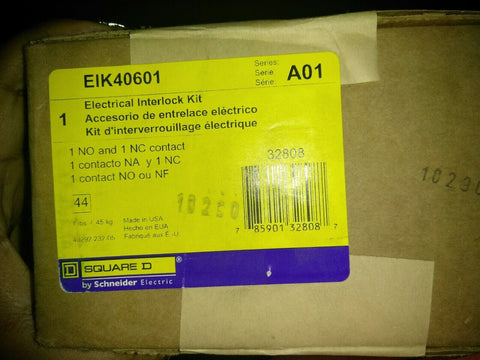 EIK40601
Series:
Serie:
Série:
A01
1
Electrical Interlock Kit
Accesorio de entrelace eléctrico
Kit d'interverrouillage électrique
1 NO and 1 NC contact
1 contacto NA y 1 NC
1 contact NO ou NF
32808
44
10230
Made in USA
Hecho en EUA
Fabriqué aux É.-U.
7 85901 32808 7
SQUARE D
by Schneider Electric